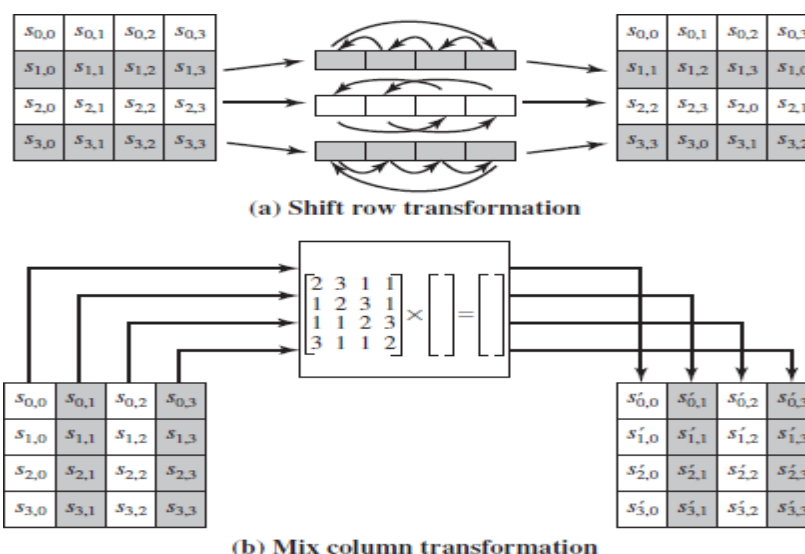 s0,0 s0,1 s0,2 s0,3 s0,0 s0,1 s0,2 s0,3
s1,0 s1,1 s1,2 s1,3 s1,1 s1,2 s1,3 s1,0
s2,0 s2,1 s2,2 s2,3 s2,2 s2,3 s2,0 s2,1
s3,0 s3,1 s3,2 s3,3 s3,3 s3,0 s3,1 s3,2
(a) Shift row transformation
2 3 1 1
1 2 3 1
1 1 2 3
3 1 1 2
× =
s0,0 s0,1 s0,2 s0,3 s′0,0 s′0,1 s′0,2 s′0,3
s1,0 s1,1 s1,2 s1,3 s′1,0 s′1,1 s′1,2 s′1,3
s2,0 s2,1 s2,2 s2,3 s′2,0 s′2,1 s′2,2 s′2,3
s3,0 s3,1 s3,2 s3,3 s′3,0 s′3,1 s′3,2 s′3,3
(b) Mix column transformation